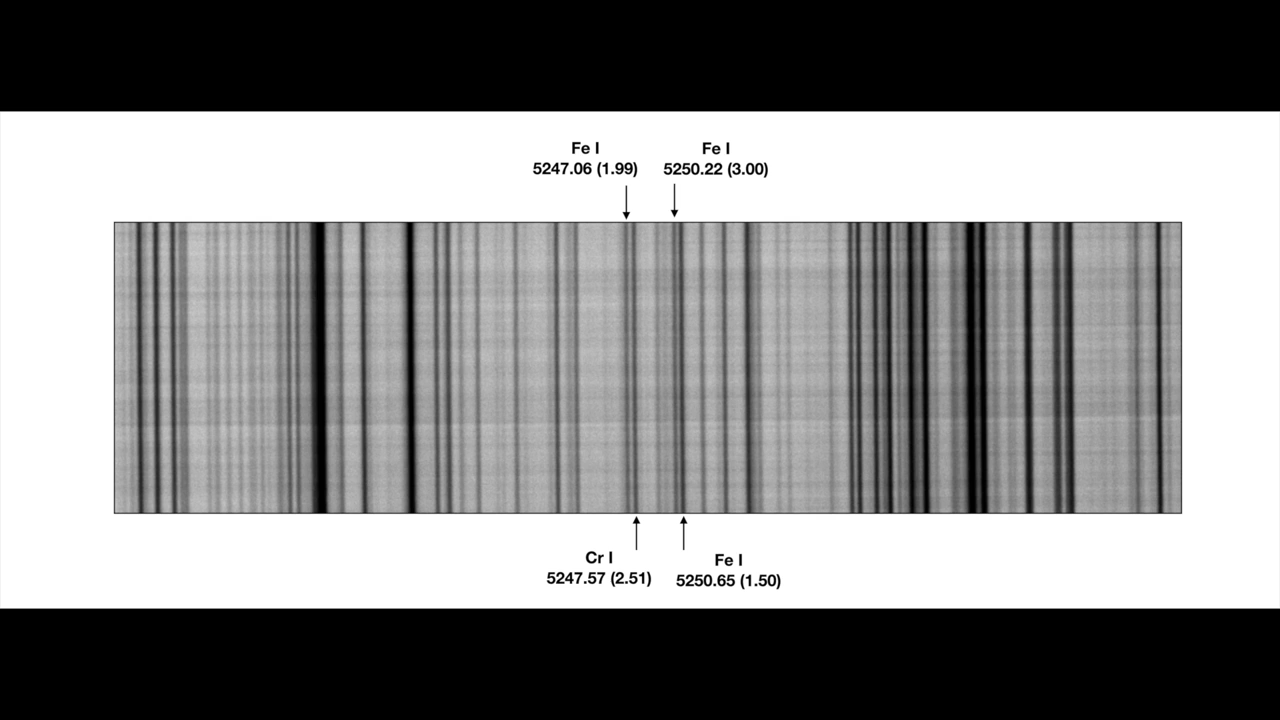 Fe I
5247.06 (1.99)
Fe I
5250.22 (3.00)
Cr I
5247.57 (2.51)
Fe I
5250.65 (1.50)